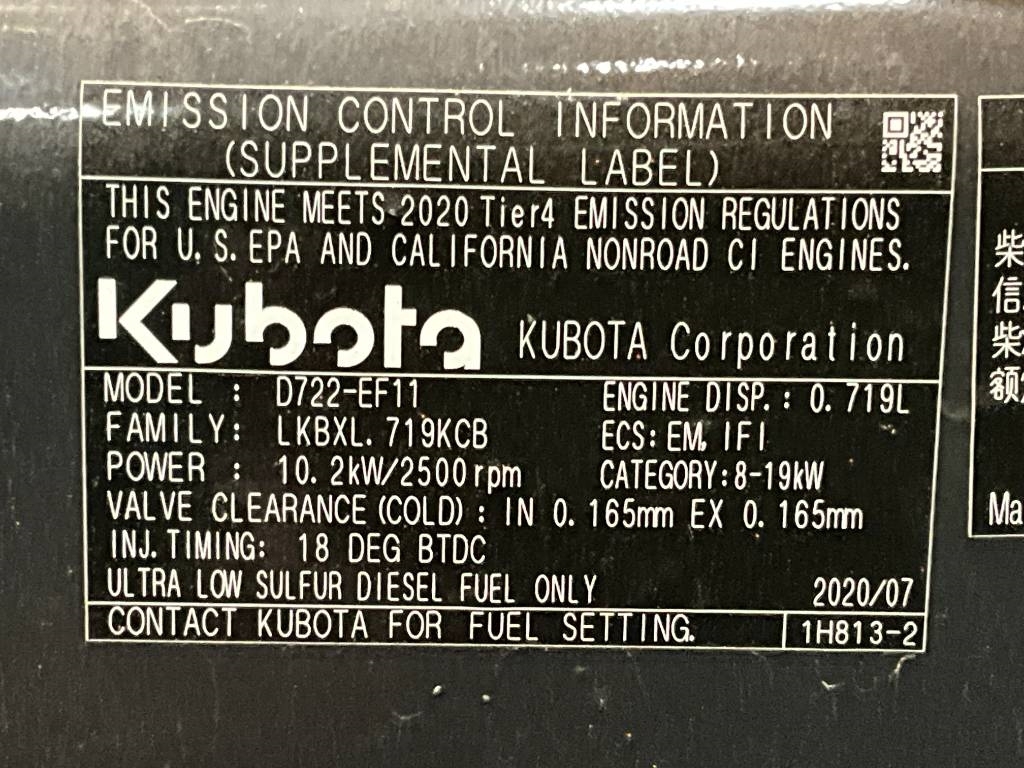 EMISSION CONTROL INFORMATION
(SUPPLEMENTAL LABEL)
THIS ENGINE MEETS 2020 Tier4 EMISSION REGULATIONS
FOR U.S. EPA AND CALIFORNIA NONROAD CI ENGINES.
Kubota KUBOTA Corporation
MODEL : D722-EF11 ENGINE DISP.: 0.719L
FAMILY: LKBXL.719KCB ECS: EM, IFI
POWER : 10.2kW/2500rpm CATEGORY:8-19kW
VALVE CLEARANCE (COLD) : IN 0.165mm EX 0.165mm
INJ. TIMING: 18 DEG BTDC
ULTRA LOW SULFUR DIESEL FUEL ONLY 2020/07
CONTACT KUBOTA FOR FUEL SETTING. 1H813-2
柴
信
柴
额
Ma